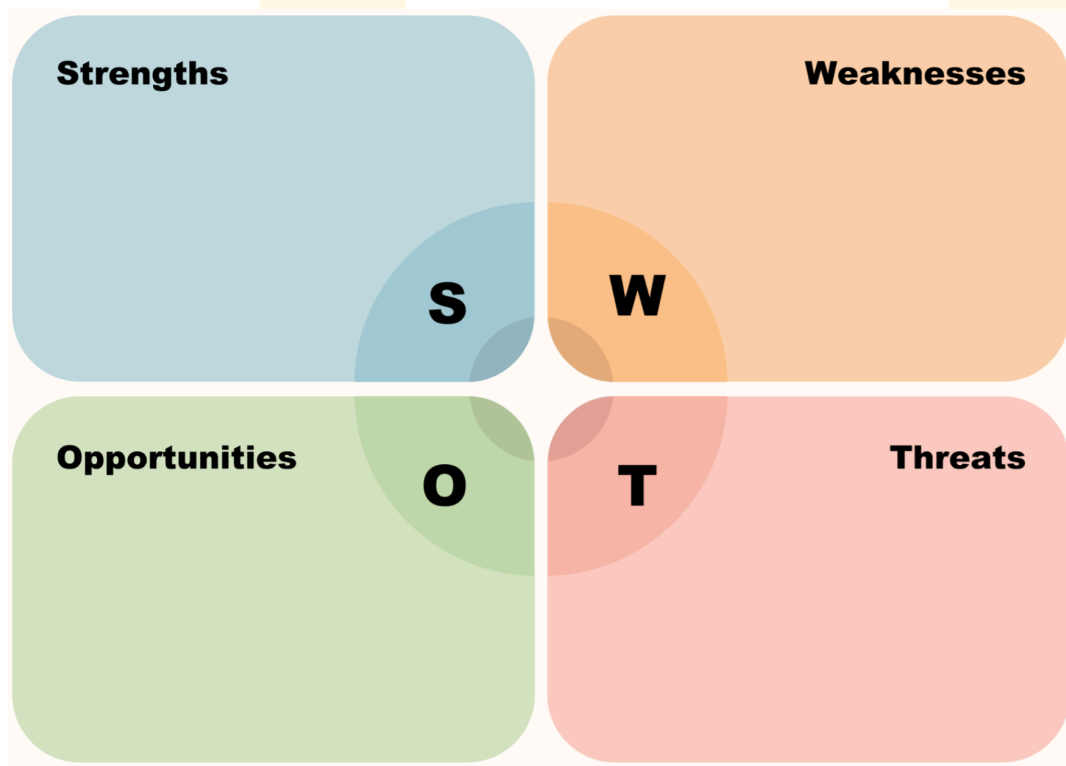 Strengths
Weaknesses
S
W
Opportunities
Threats
O
T